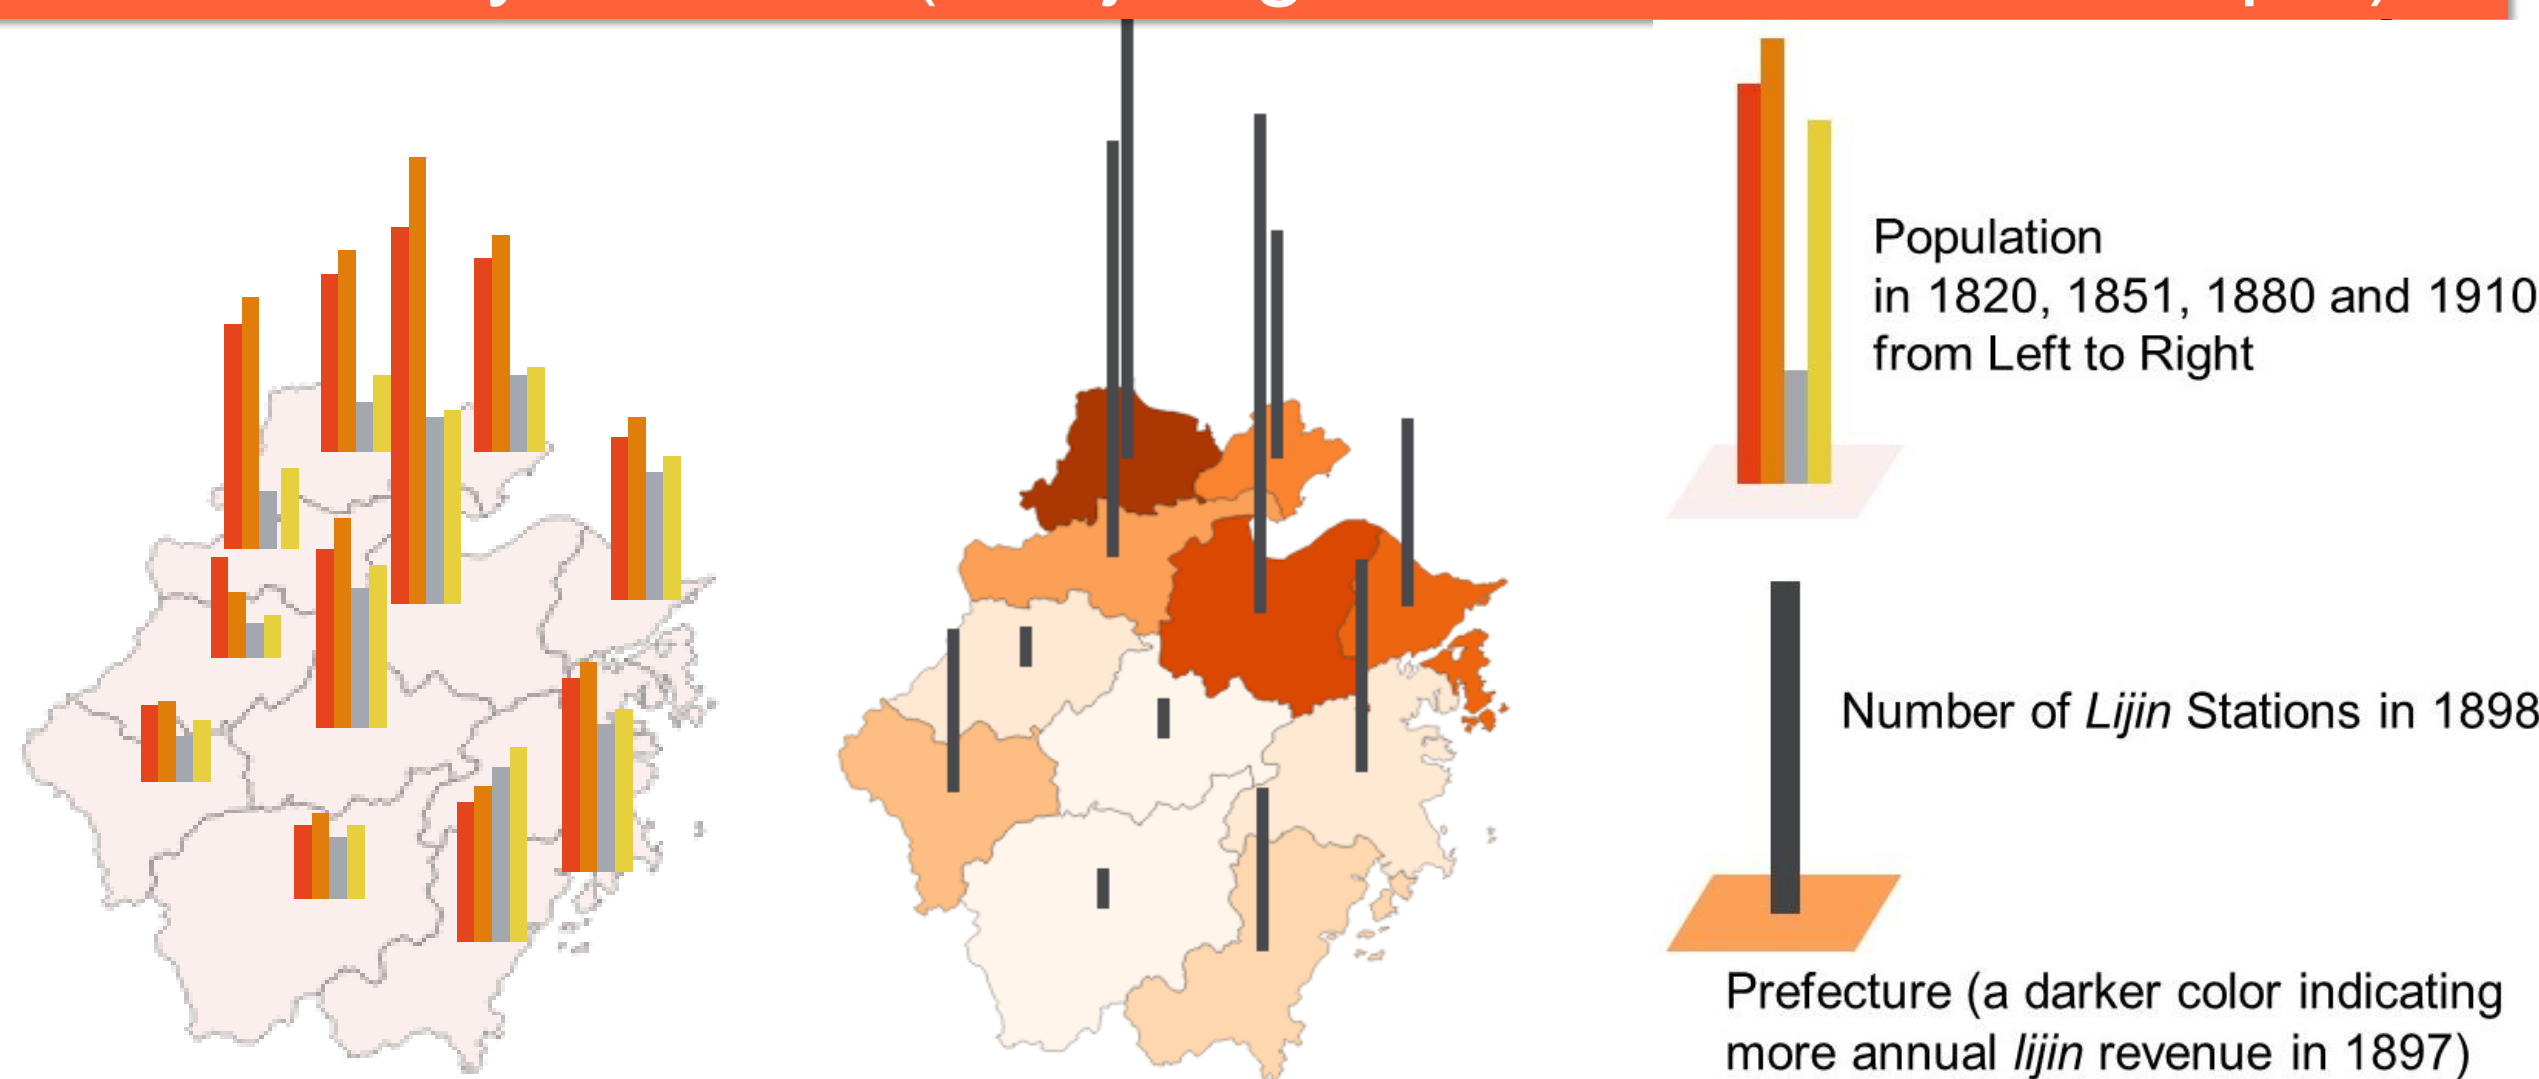 Population
in 1820, 1851, 1880 and 1910
from Left to Right
Number of Lijin Stations in 1898
Prefecture (a darker color indicating
more annual lijin revenue in 1897)